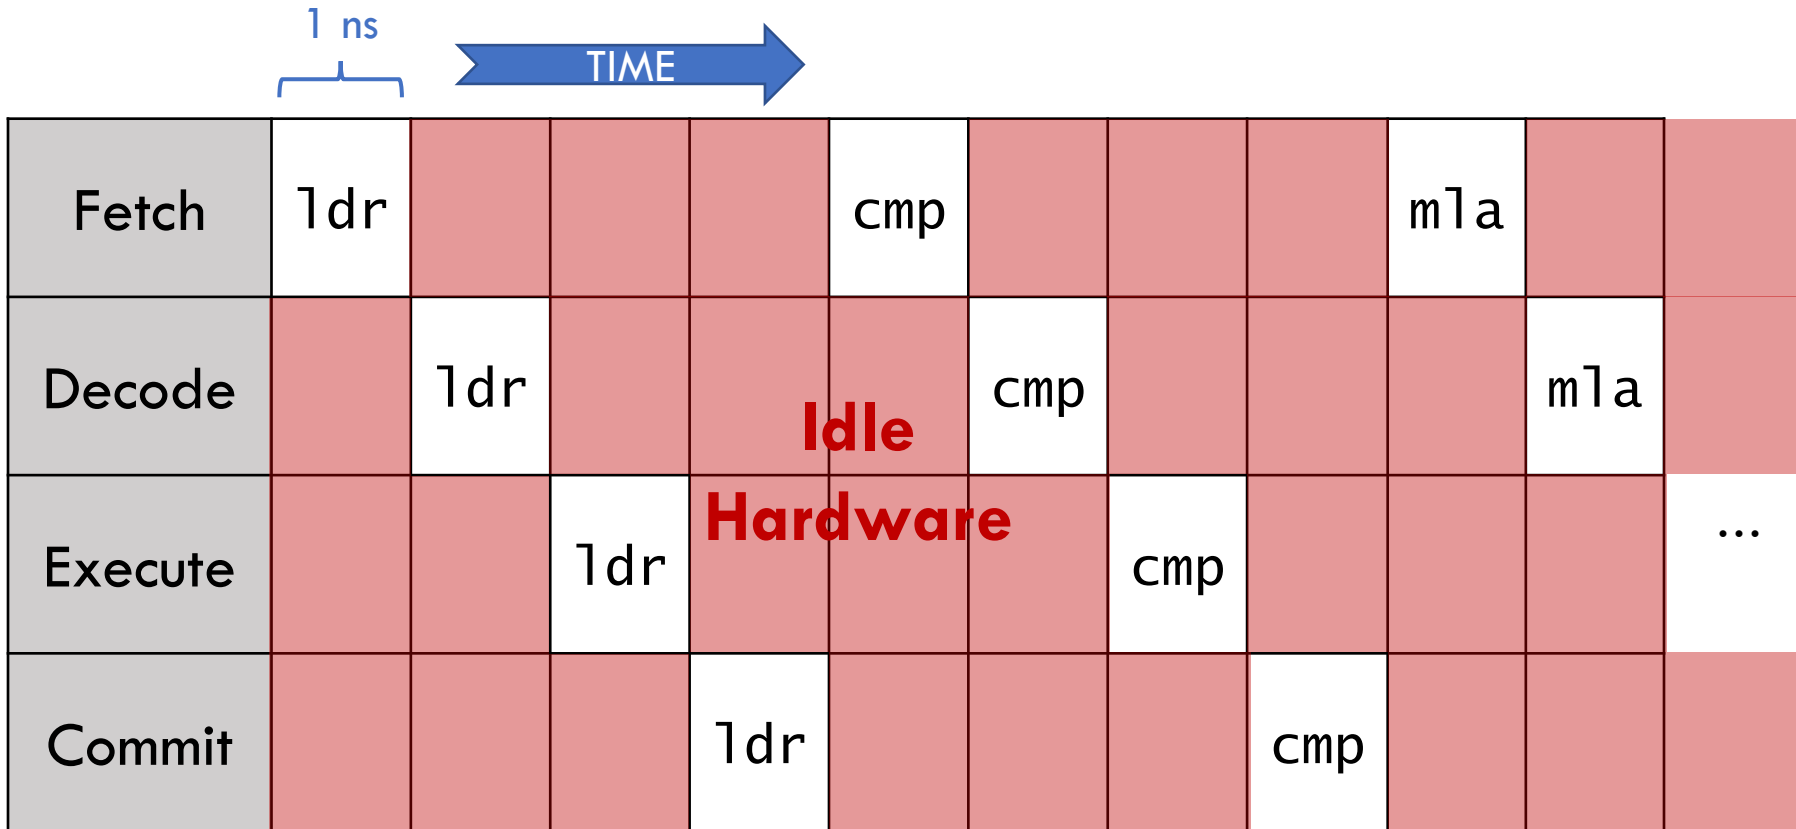 1 ns
TIME
Fetch ldr cmp mla
Decode ldr cmp mla
Idle
Hardware
Execute ldr cmp ...
Commit ldr cmp